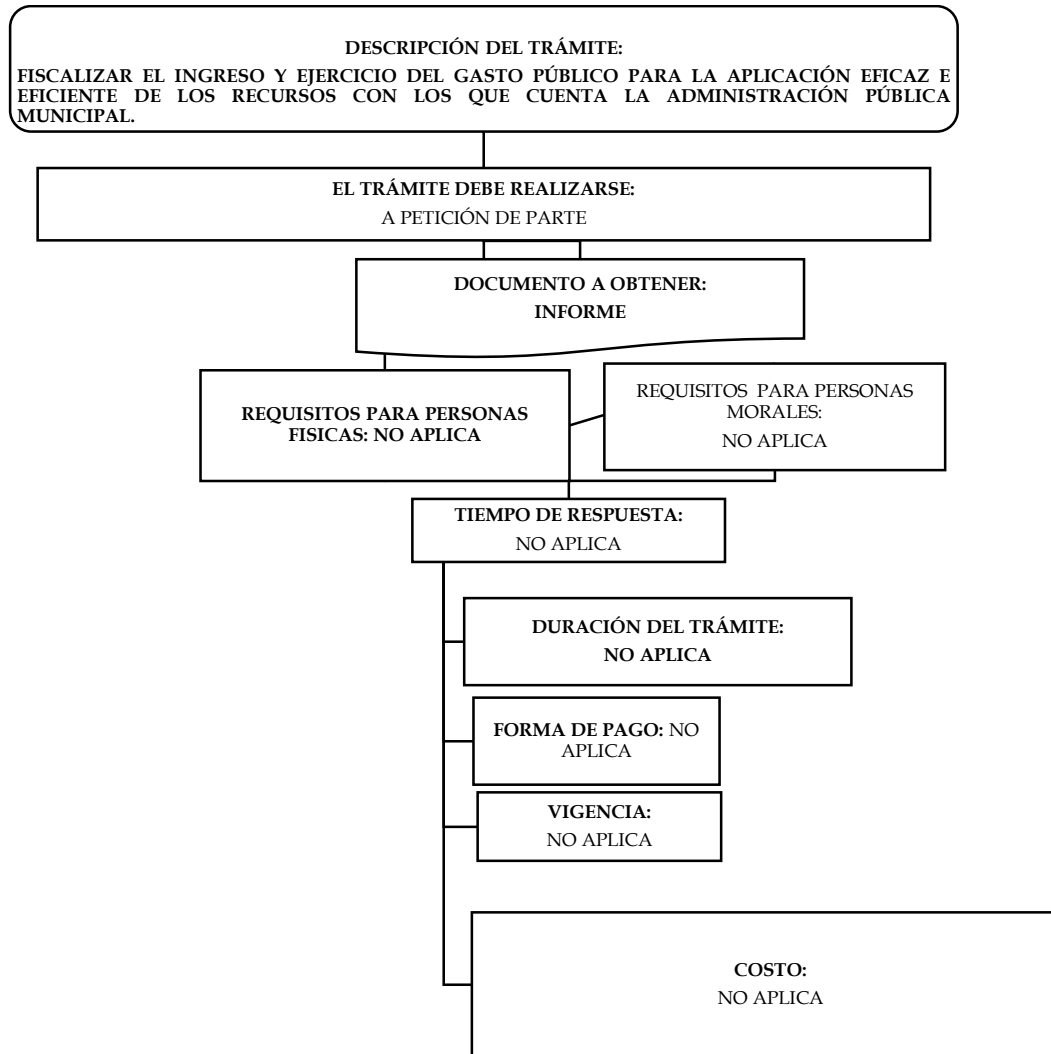 DESCRIPCIÓN DEL TRÁMITE:
FISCALIZAR EL INGRESO Y EJERCICIO DEL GASTO PÚBLICO PARA LA APLICACIÓN EFICAZ E
EFICIENTE DE LOS RECURSOS CON LOS QUE CUENTA LA ADMINISTRACIÓN PÚBLICA
MUNICIPAL.
EL TRÁMITE DEBE REALIZARSE:
A PETICIÓN DE PARTE
DOCUMENTO A OBTENER:
INFORME
REQUISITOS PARA PERSONAS
FISICAS: NO APLICA
REQUISITOS PARA PERSONAS
MORALES:
NO APLICA
TIEMPO DE RESPUESTA:
NO APLICA
DURACIÓN DEL TRÁMITE:
NO APLICA
FORMA DE PAGO: NO
APLICA
VIGENCIA:
NO APLICA
COSTO:
NO APLICA